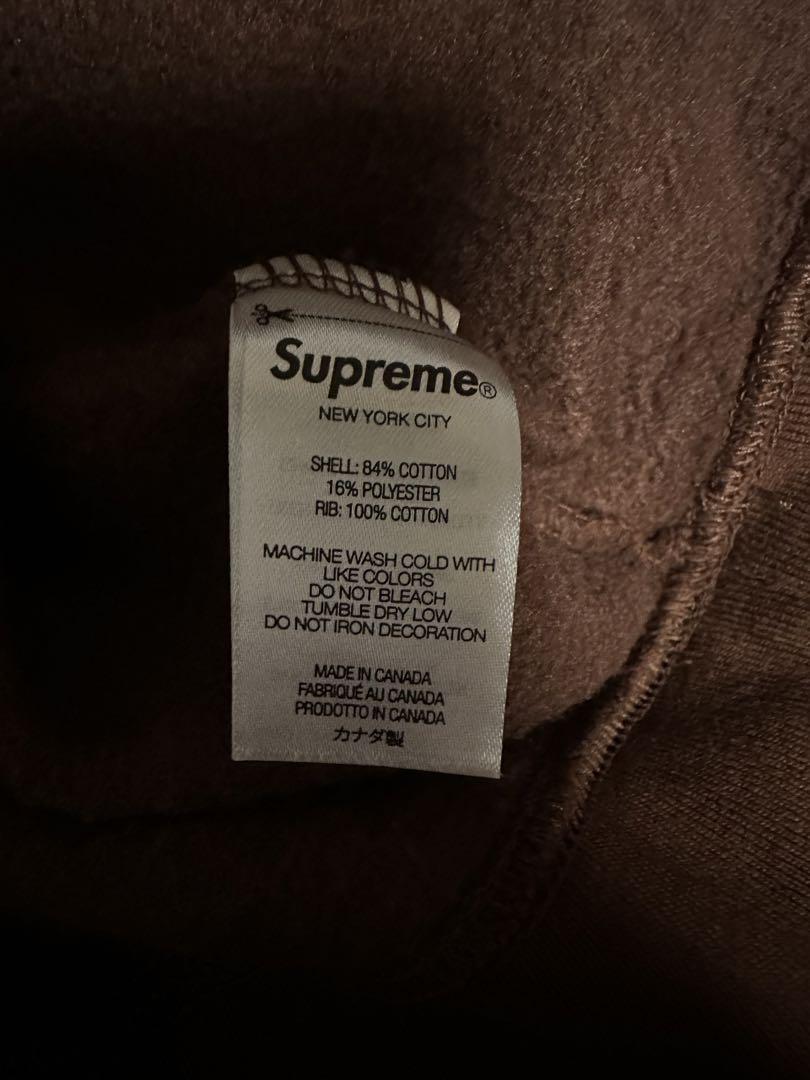 Supreme®
NEW YORK CITY
SHELL: 84% COTTON
16% POLYESTER
RIB: 100% COTTON
MACHINE WASH COLD WITH
LIKE COLORS
DO NOT BLEACH
TUMBLE DRY LOW
DO NOT IRON DECORATION
MADE IN CANADA
FABRIQUÉ AU CANADA
PRODOTTO IN CANADA
カナダ製